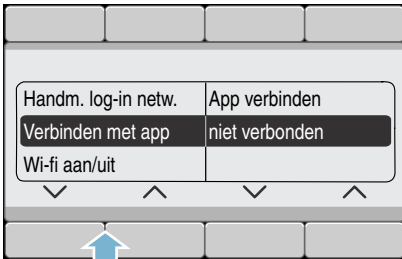 Handm. log-in netw.
App verbinden
Verbinden met app
niet verbonden
Wi-fi aan/uit